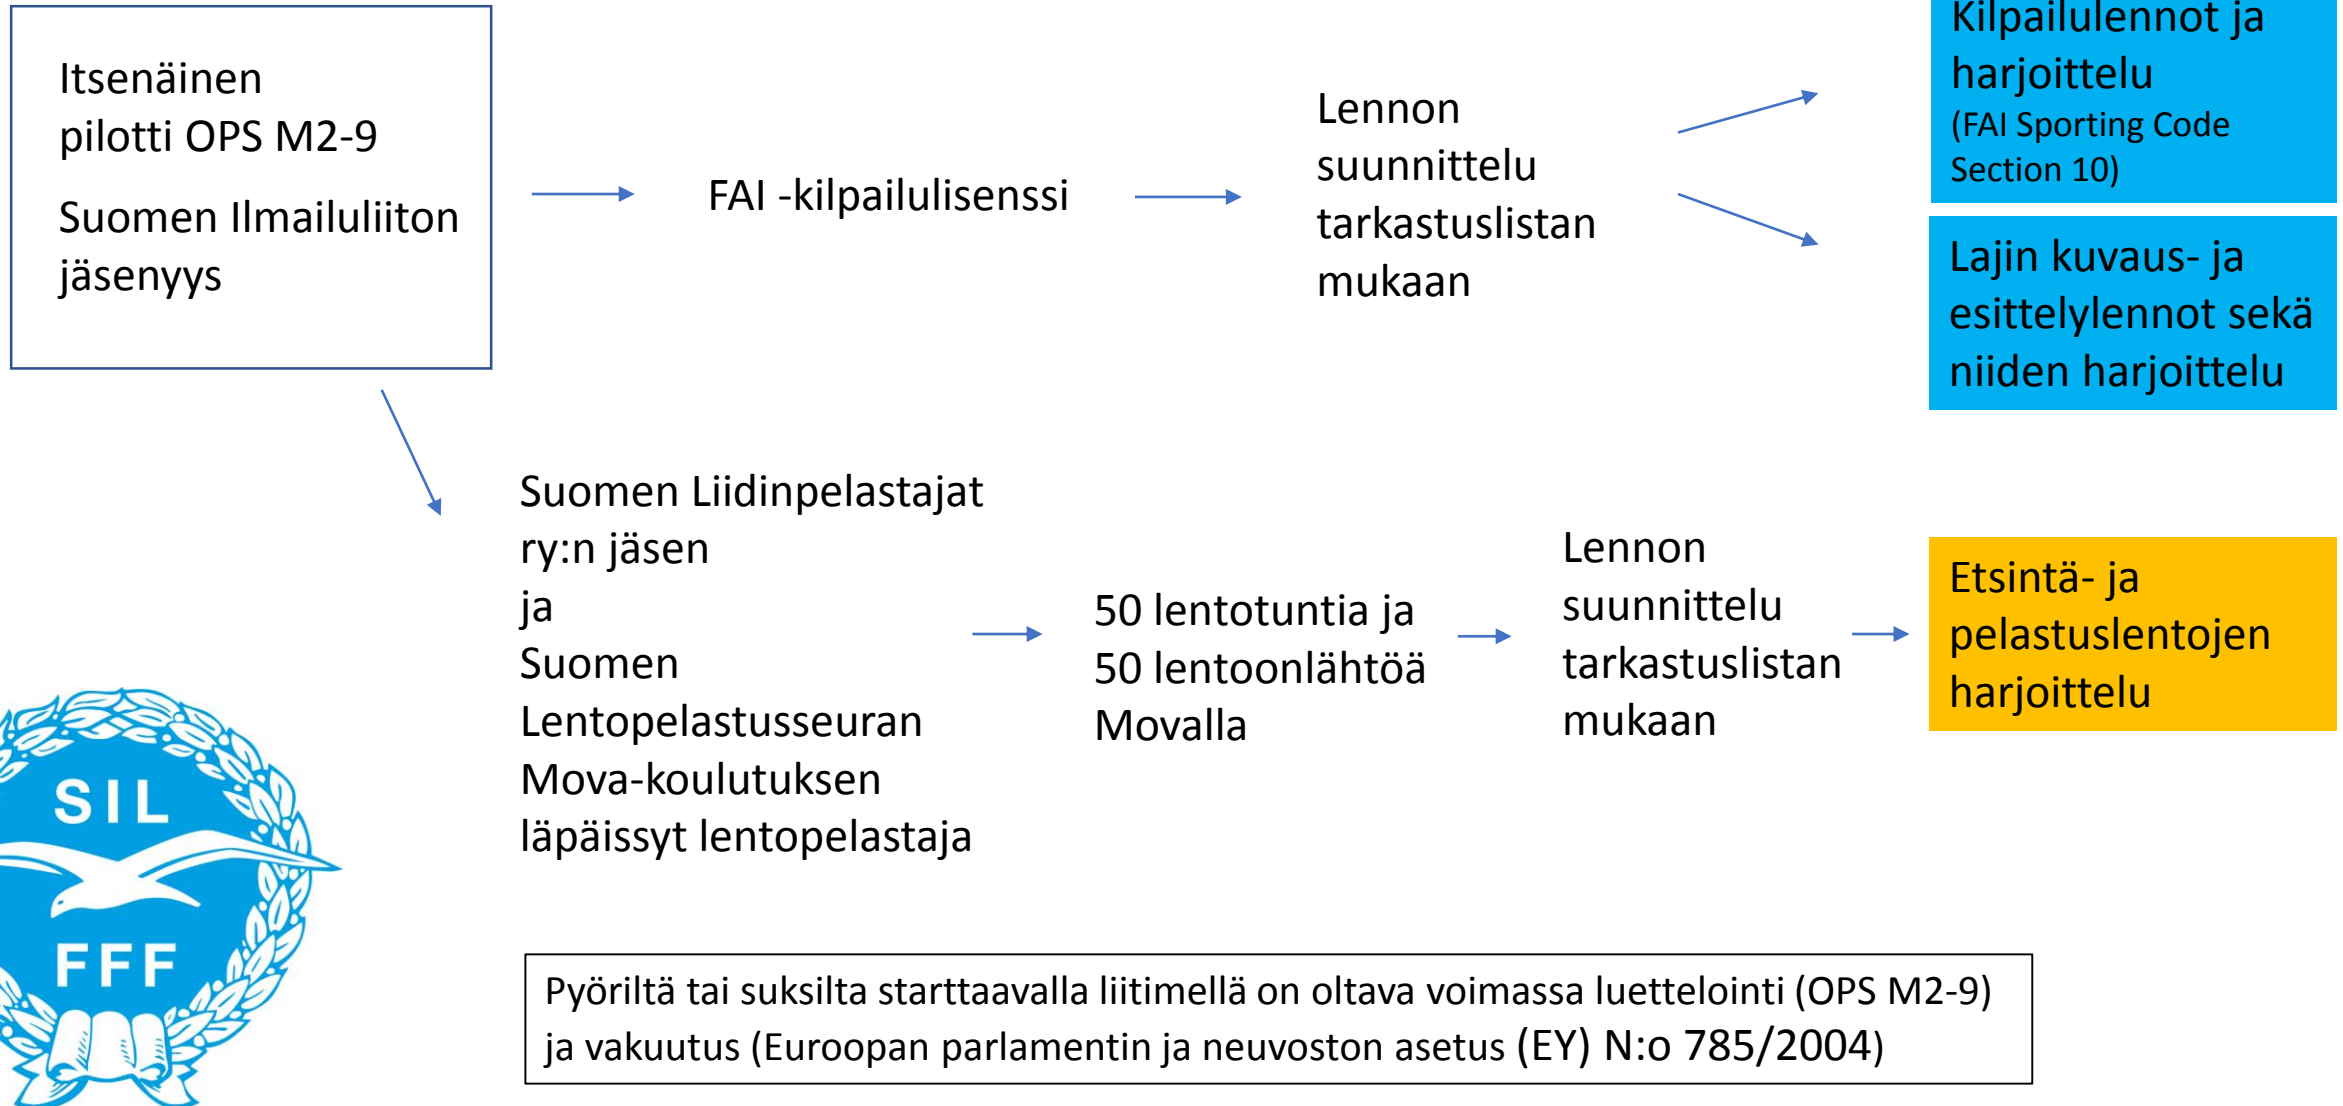 Itsenäinen
pilotti OPS M2-9
Suomen Ilmailuliiton
jäsenyys
FAI -kilpailulisenssi
Lennon
suunnittelu
tarkastuslistan
mukaan
Kilpailulennot ja
harjoittelu
(FAI Sporting Code
Section 10)
Lajin kuvaus- ja
esittelylennot sekä
niiden harjoittelu
Suomen Liidinpelastajat
ry:n jäsen
ja
Suomen
Lentopelastusseuran
Mova-koulutuksen
läpäissyt lentopelastaja
50 lentotuntia ja
50 lentoonlähtöä
Movalla
Lennon
suunnittelu
tarkastuslistan
mukaan
Etsintä- ja
pelastuslentojen
harjoittelu
SIL
FFF
Pyöriltä tai suksilta starttaavalla liitimellä on oltava voimassa luettelointi (OPS M2-9)
ja vakuutus (Euroopan parlamentin ja neuvoston asetus (EY) N:o 785/2004)